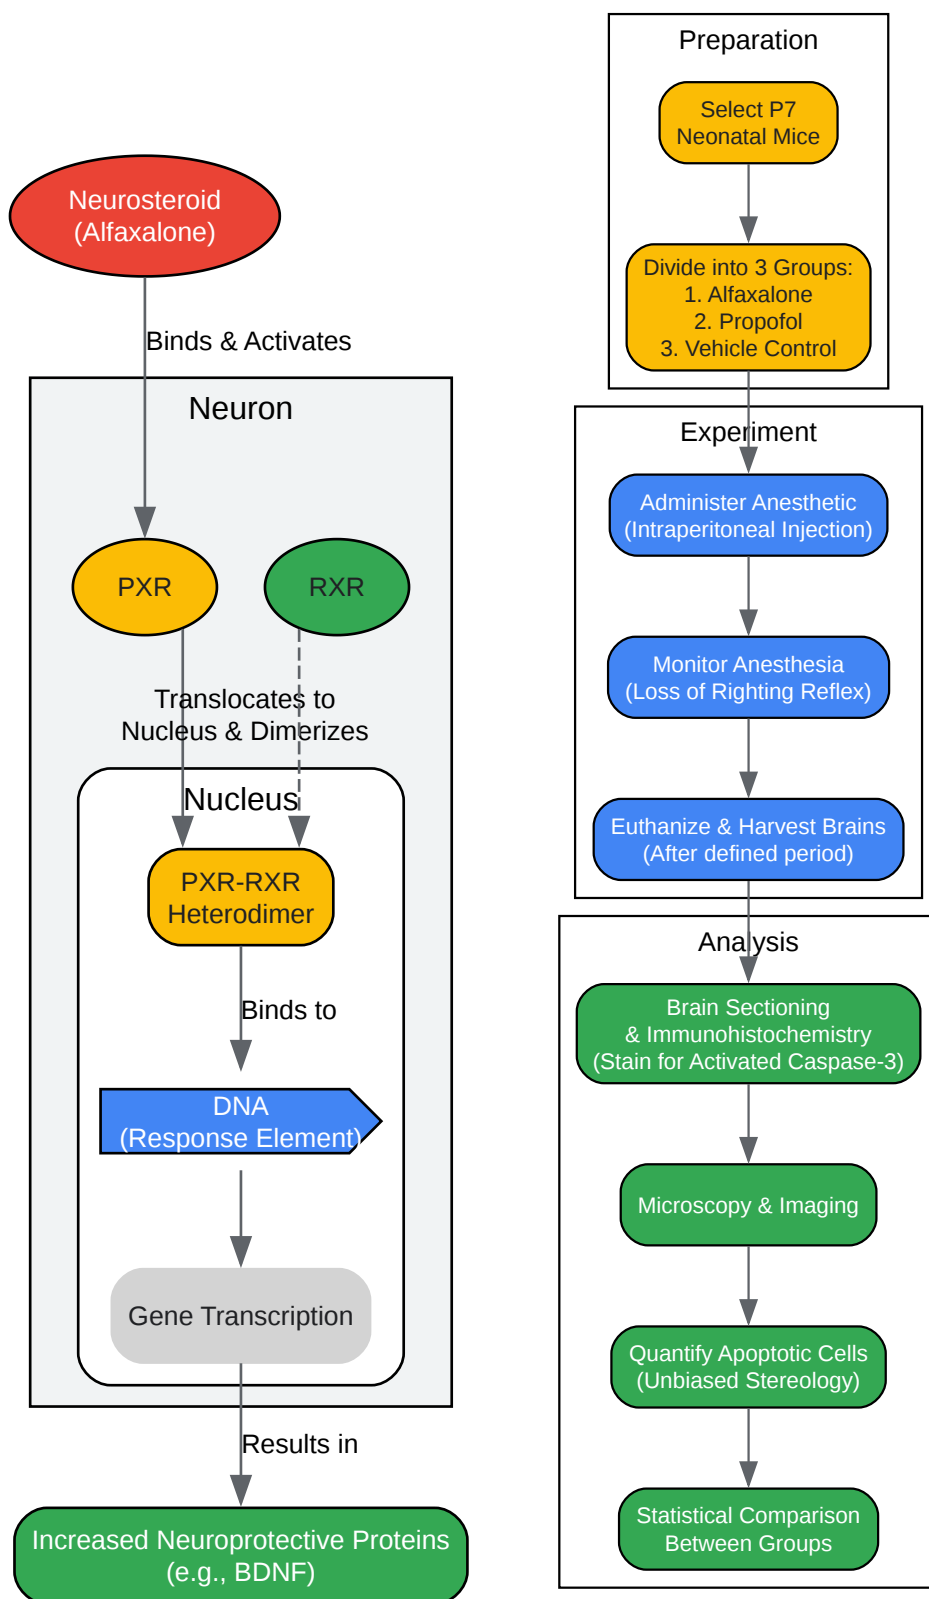 Neurosteroid
(Alfaxalone)
Binds & Activates
Neuron
PXR
RXR
Translocates to
Nucleus & Dimerizes
Nucleus
PXR-RXR
Heterodimer
Binds to
DNA
(Response Element)
Gene Transcription
Results in
Increased Neuroprotective Proteins
(e.g., BDNF)
Preparation
Select P7
Neonatal Mice
Divide into 3 Groups:
1. Alfaxalone
2. Propofol
3. Vehicle Control
Experiment
Administer Anesthetic
(Intraperitoneal Injection)
Monitor Anesthesia
(Loss of Righting Reflex)
Euthanize & Harvest Brains
(After defined period)
Analysis
Brain Sectioning
& Immunohistochemistry
(Stain for Activated Caspase-3)
Microscopy & Imaging
Quantify Apoptotic Cells
(Unbiased Stereology)
Statistical Comparison
Between Groups